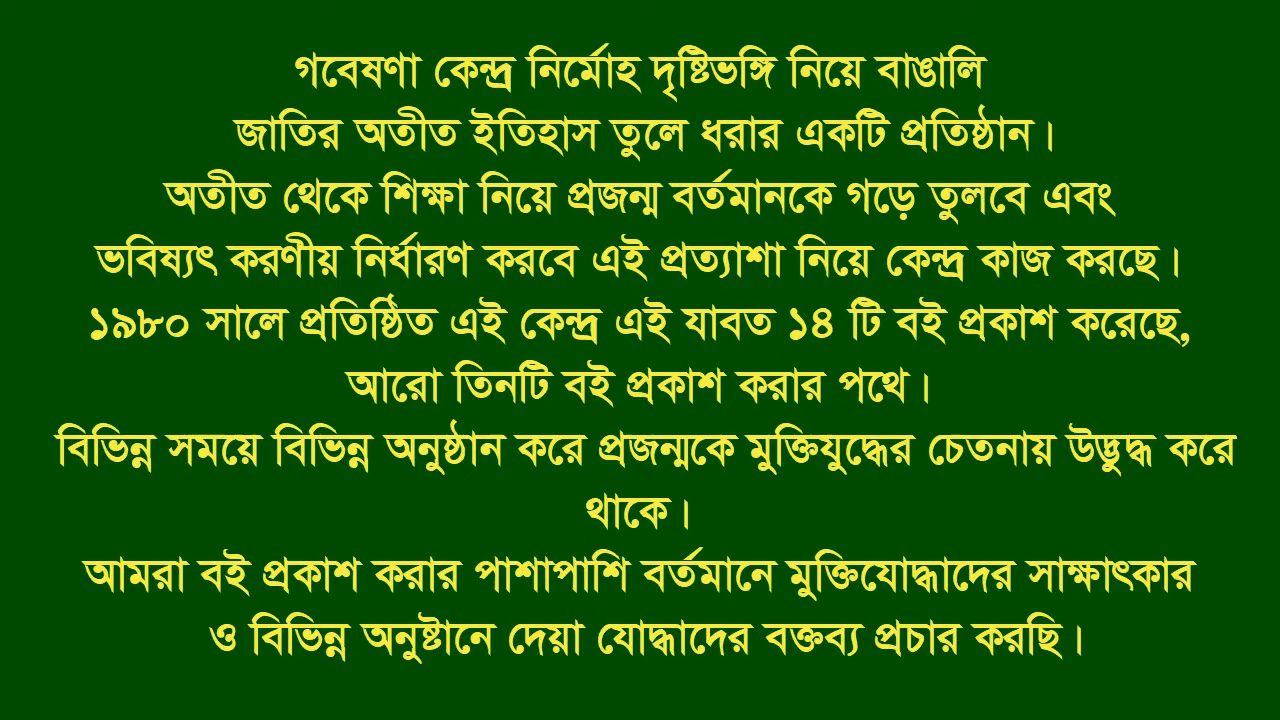 গবেষণা কেন্দ্র নির্মোহ দৃষ্টিভঙ্গি নিয়ে বাঙালি
জাতির অতীত ইতিহাস তুলে ধরার একটি প্রতিষ্ঠান।
অতীত থেকে শিক্ষা নিয়ে প্রজন্ম বর্তমানকে গড়ে তুলবে এবং
ভবিষ্যৎ করণীয় নির্ধারণ করবে এই প্রত্যাশা নিয়ে কেন্দ্র কাজ করছে।
১৯৮০ সালে প্রতিষ্ঠিত এই কেন্দ্র এই যাবত ১৪ টি বই প্রকাশ করেছে,
আরো তিনটি বই প্রকাশ করার পথে।
বিভিন্ন সময়ে বিভিন্ন অনুষ্ঠান করে প্রজন্মকে মুক্তিযুদ্ধের চেতনায় উদ্ভুদ্ধ করে
থাকে।
আমরা বই প্রকাশ করার পাশাপাশি বর্তমানে মুক্তিযোদ্ধাদের সাক্ষাৎকার
ও বিভিন্ন অনুষ্টানে দেয়া যোদ্ধাদের বক্তব্য প্রচার করছি।